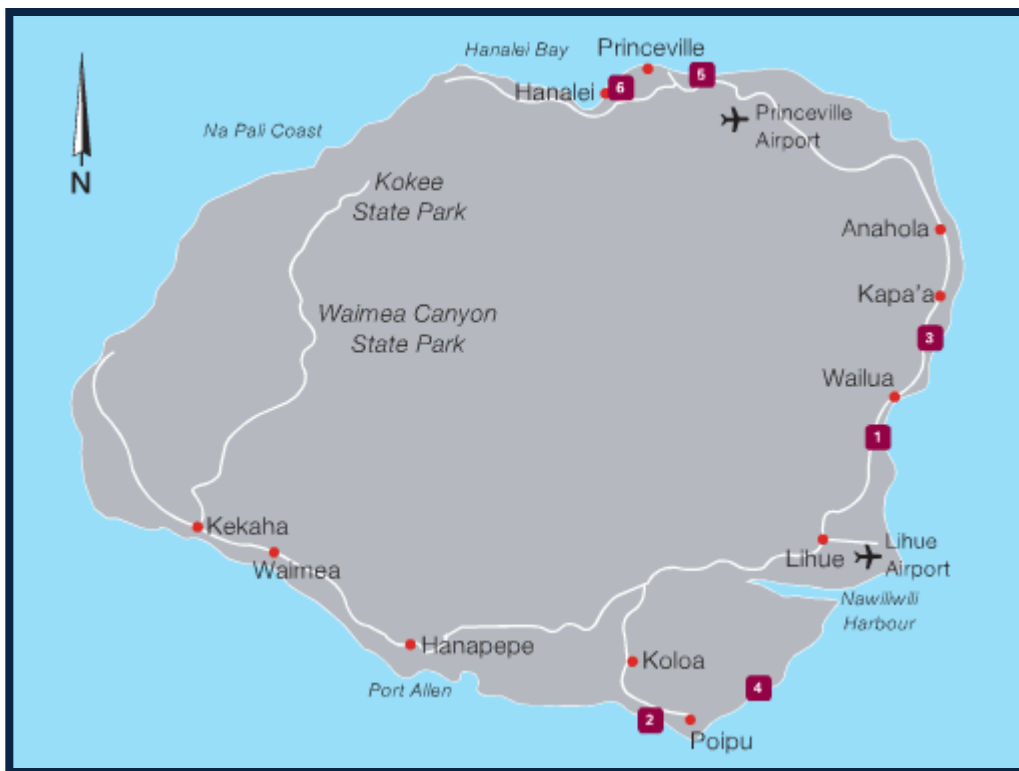 Hanalei Bay
Princeville
5
6
Hanalei
Na Pali Coast
Princeville
Airport
N
Kokee
State Park
Anahola
Kapa'a
Waimea Canyon
State Park
3
Wailua
1
Kekaha
Waimea
Lihue
Lihue
Airport
Nawiliwili
Harbour
Hanapepe
Koloa
Port Allen
4
2
Poipu